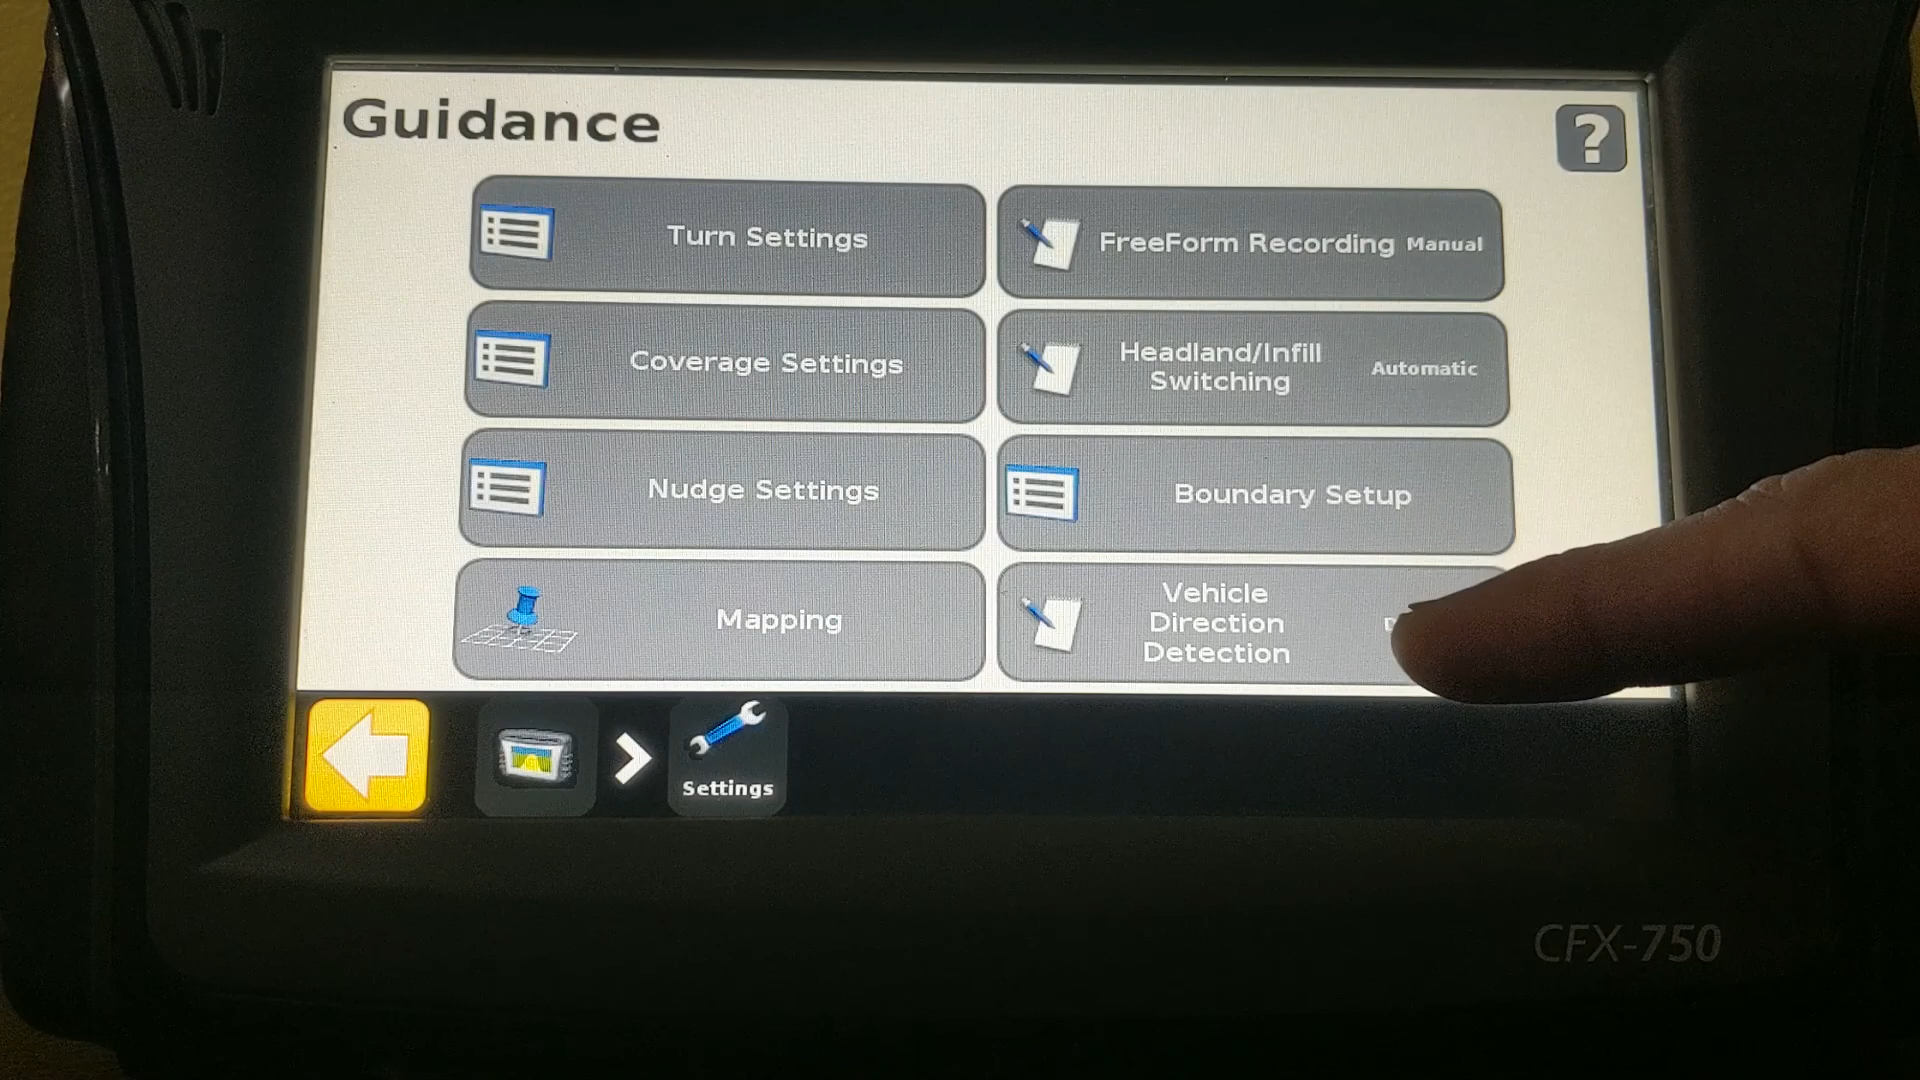 Guidance
?
Turn Settings
FreeForm Recording Manual
Coverage Settings
Headland/Infill
Switching
Automatic
Nudge Settings
Boundary Setup
Mapping
Vehicle
Direction
Detection
Settings
CFX-750